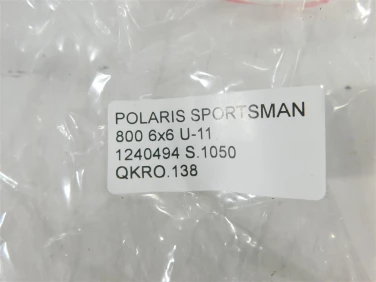 POLARIS SPORTSMAN
800 6x6 U-11
1240494 S.1050
QKRO.138